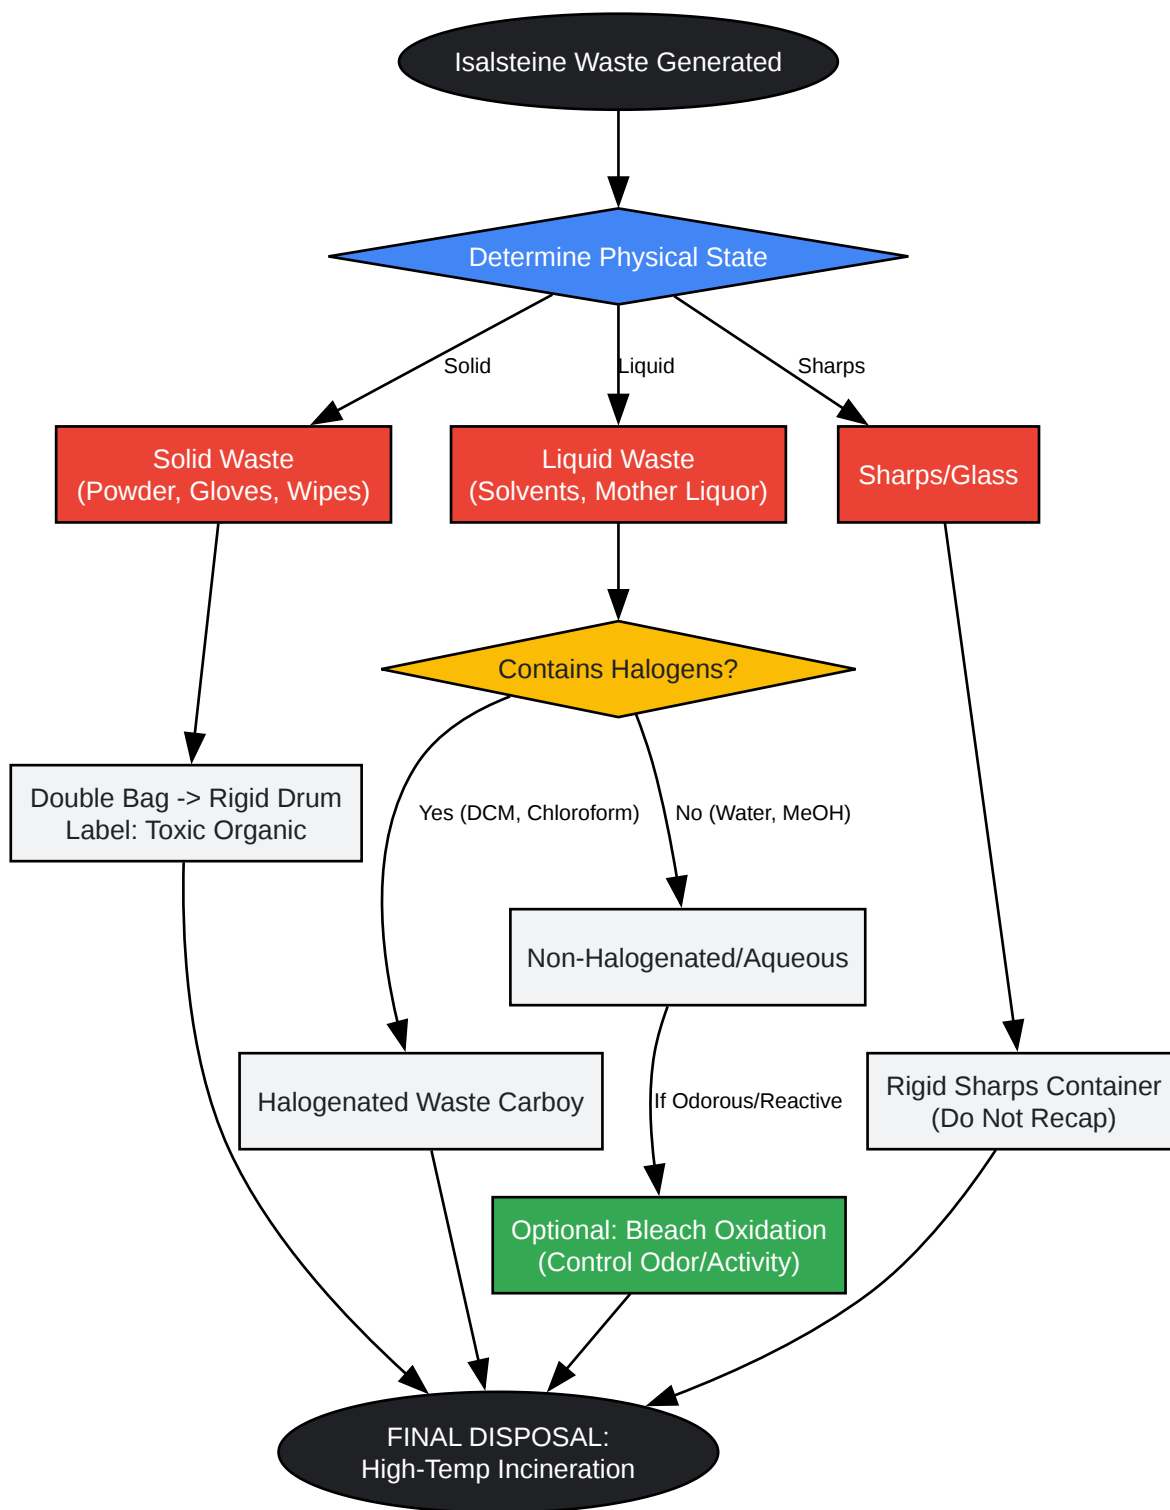 Isalsteine Waste Generated
Determine Physical State
Solid
Liquid
Sharps
Solid Waste
(Powder, Gloves, Wipes)
Liquid Waste
(Solvents, Mother Liquor)
Sharps/Glass
Contains Halogens?
Double Bag -> Rigid Drum
Label: Toxic Organic
Yes (DCM, Chloroform)
No (Water, MeOH)
Non-Halogenated/Aqueous
Halogenated Waste Carboy
If Odorous/Reactive
Rigid Sharps Container
(Do Not Recap)
Optional: Bleach Oxidation
(Control Odor/Activity)
FINAL DISPOSAL:
High-Temp Incineration